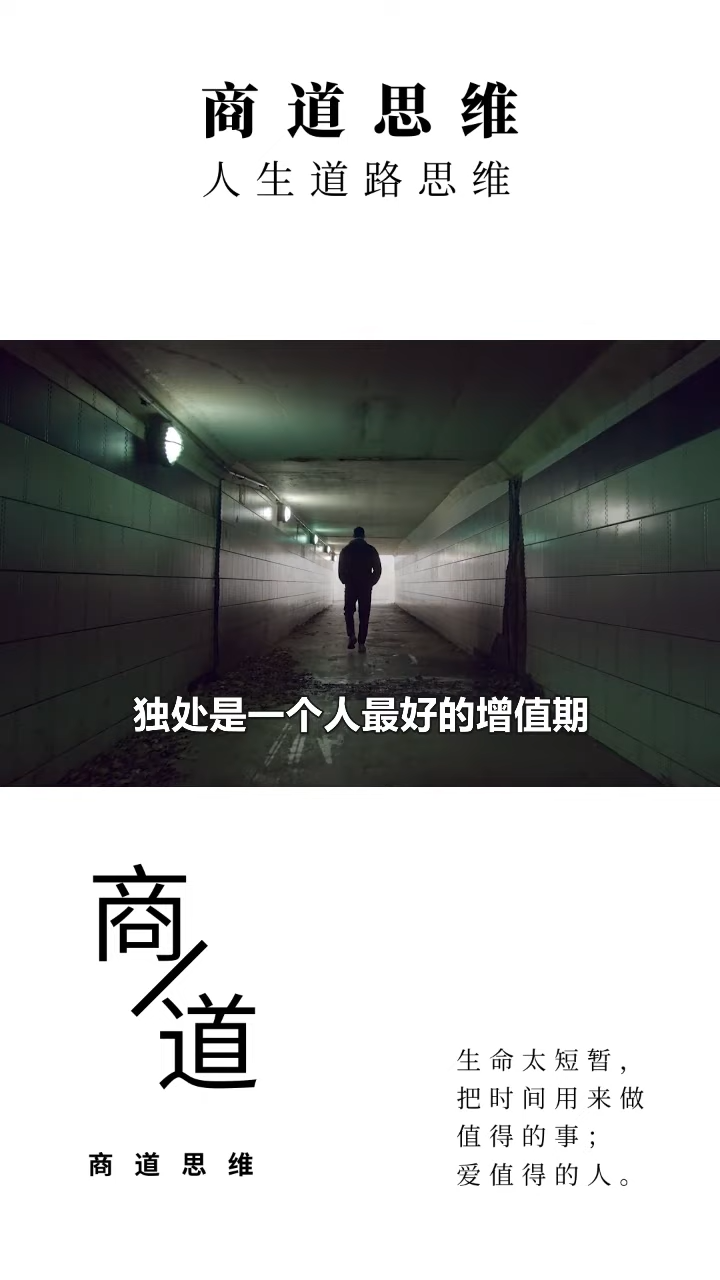 商道思维
人生道路思维
独处是一个人最好的增值期
商/道
商道思维
生命太短暂，
把时间用来做
值得的事；
爱值得的人。